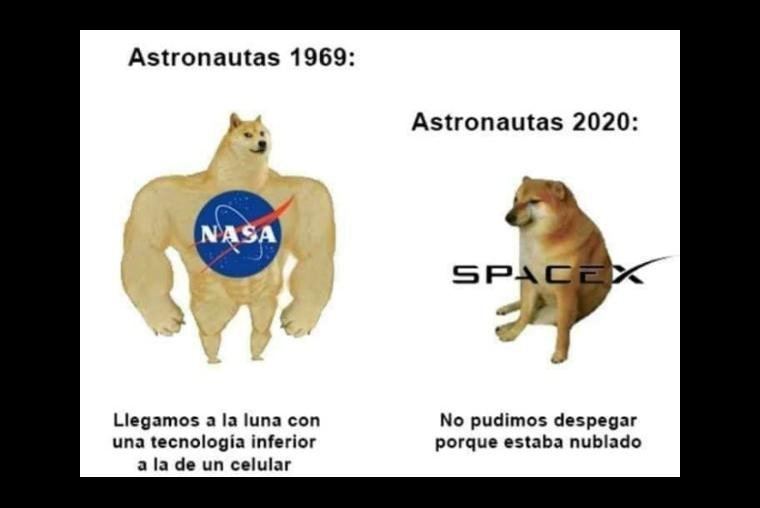 Astronautas 1969:
Astronautas 2020:
NASA
SPACEX
Llegamos a la luna con
una tecnología inferior
a la de un celular
No pudimos despegar
porque estaba nublado